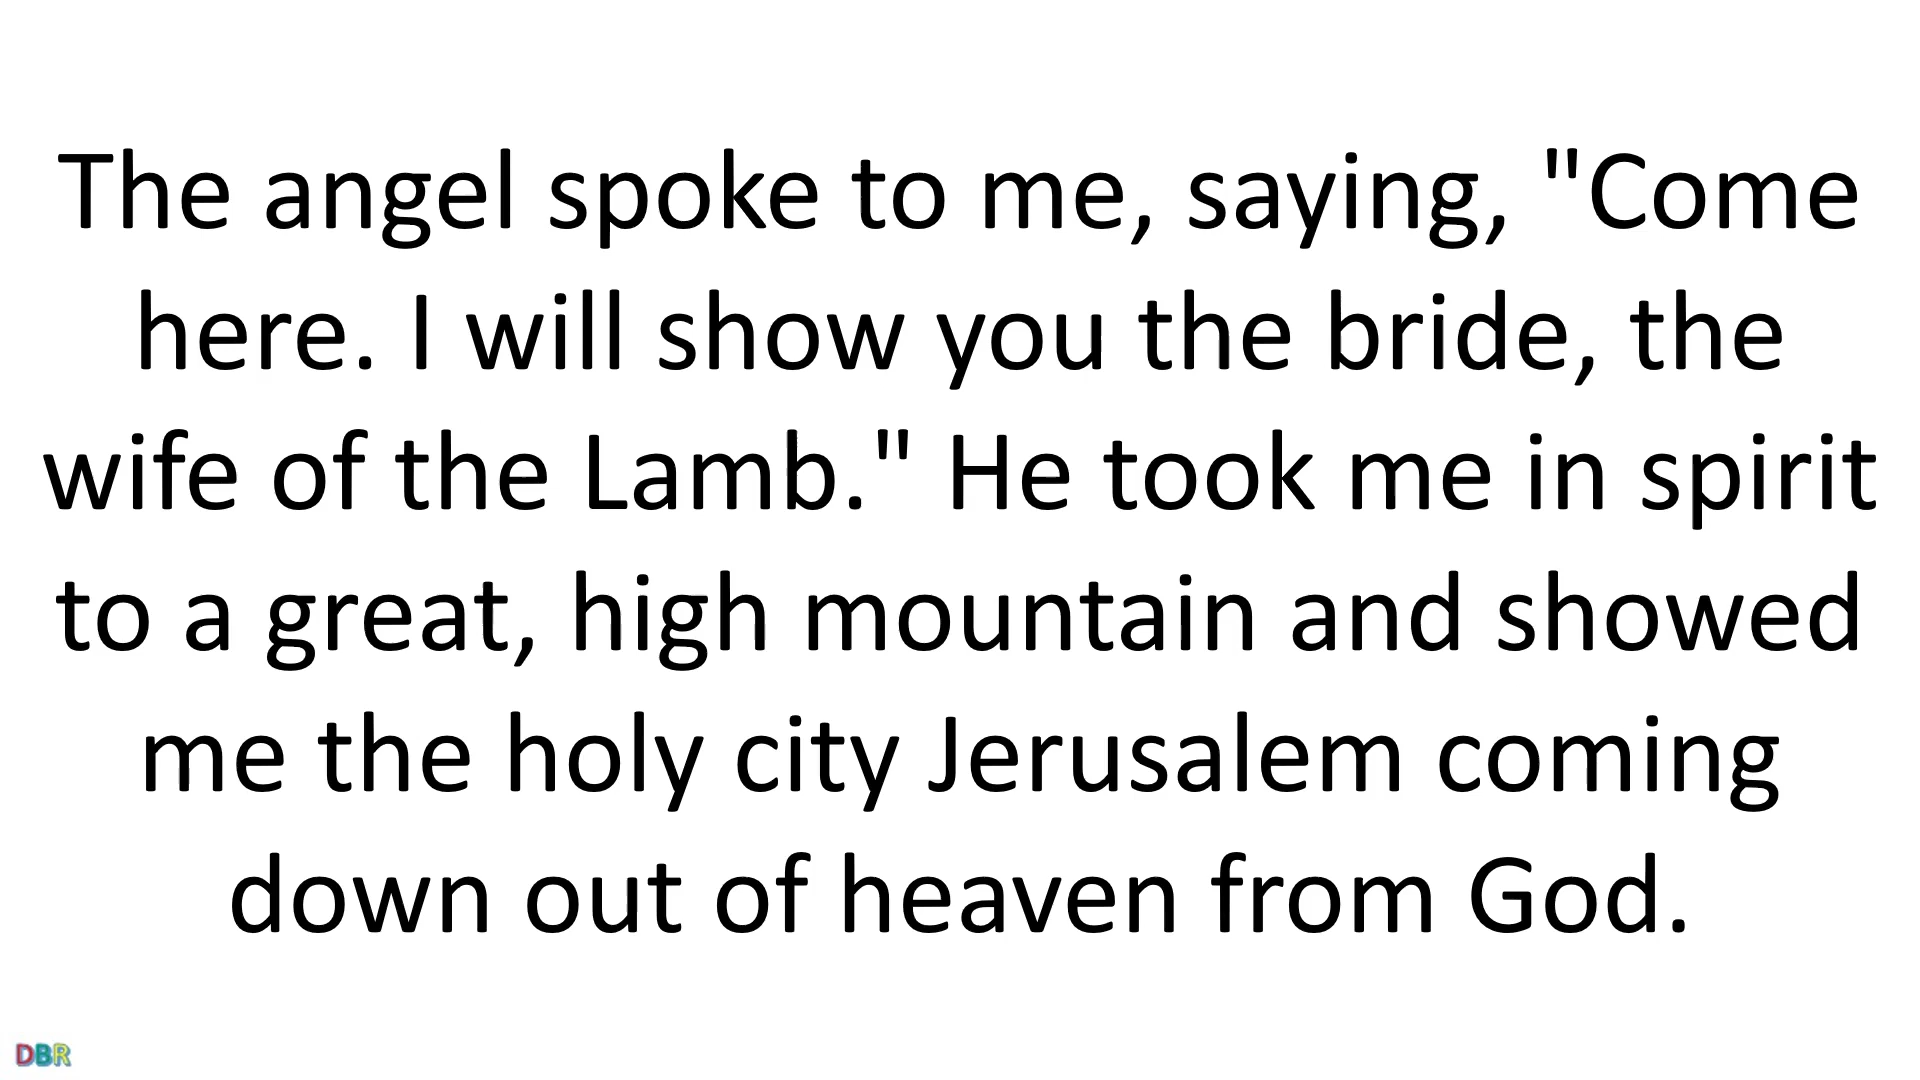 The angel spoke to me, saying, "Come
here. I will show you the bride, the
wife of the Lamb." He took me in spirit
to a great, high mountain and showed
me the holy city Jerusalem coming
down out of heaven from God.
DBR